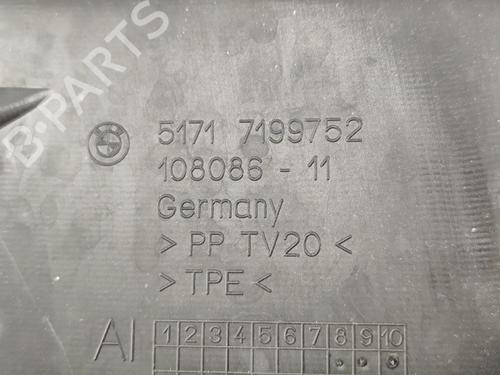 B-PARTS
5171 7199752
108086 - 11
Germany
> PP TV20 <
> TPE <
AI 1 2 3 4 5 6 7 8 9 10